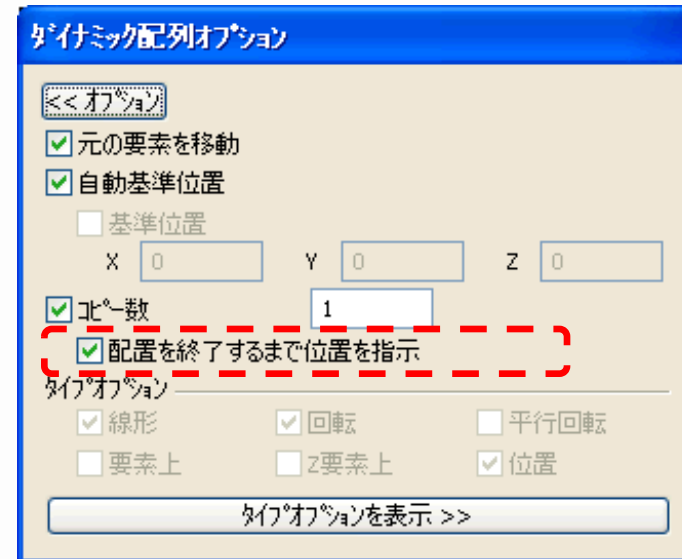 ﾀﾞｲﾅﾐｯｸ配列ｵﾌﾟｼｮﾝ
<< ｵﾌﾟｼｮﾝ
元の要素を移動
自動基準位置
基準位置
X 0 Y 0 Z 0
ｺﾋﾟｰ数 1
配置を終了するまで位置を指示
ﾀｲﾌﾟｵﾌﾟｼｮﾝ
線形 回転 平行回転
要素上 Z要素上 位置
ﾀｲﾌﾟｵﾌﾟｼｮﾝを表示 >>